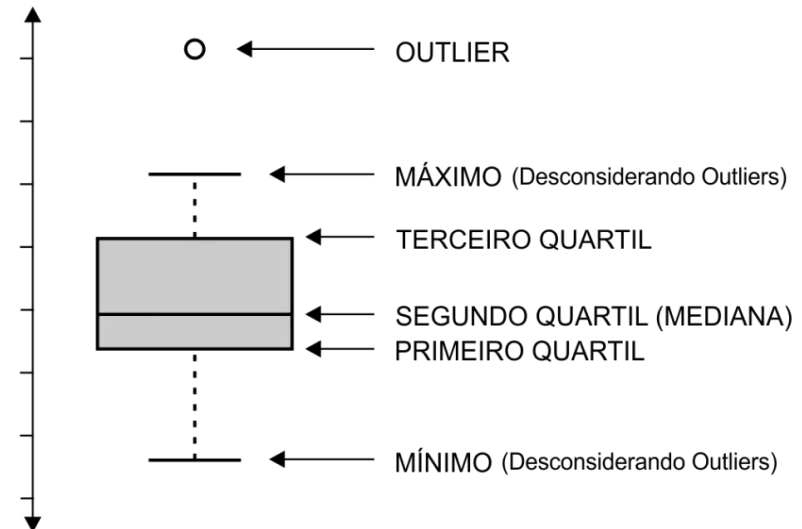 OUTLIER
MÁXIMO (Desconsiderando Outliers)
TERCEIRO QUARTIL
SEGUNDO QUARTIL (MEDIANA)
PRIMEIRO QUARTIL
MÍNIMO (Desconsiderando Outliers)